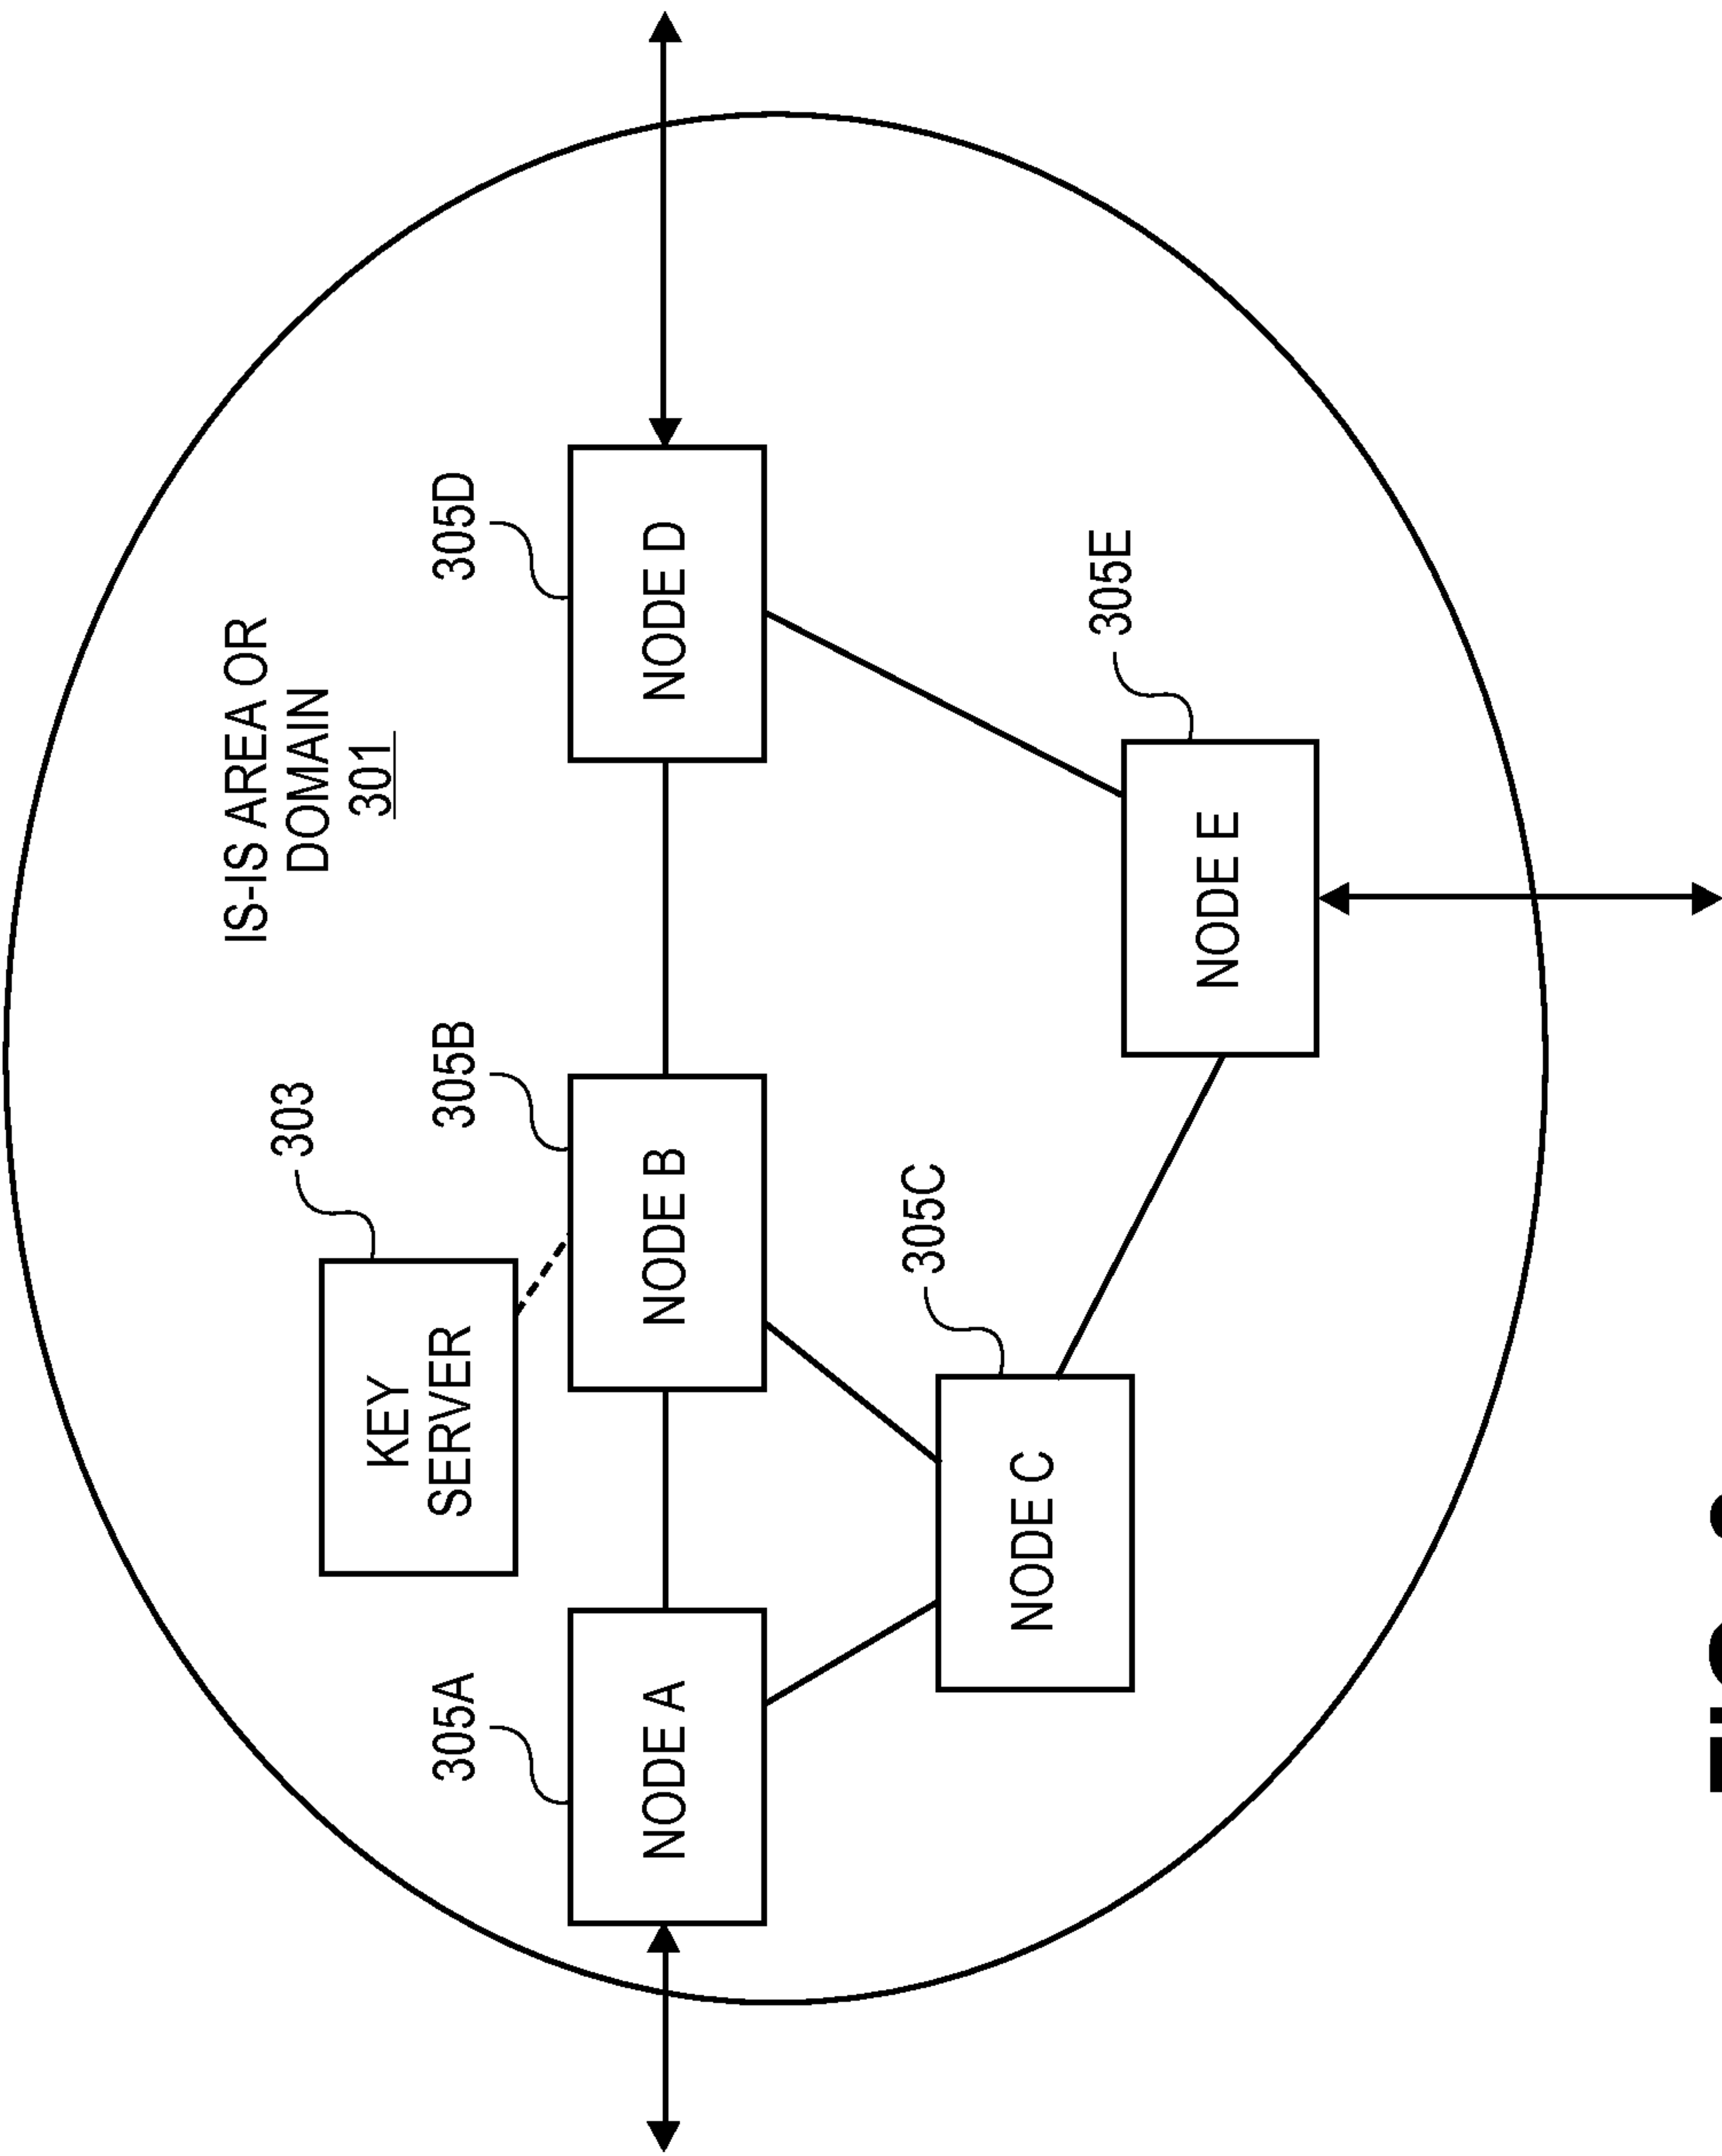 IS-IS AREA OR
DOMAIN
301
303
KEY
SERVER
305A
NODE A
305B
NODE B
305D
NODE D
305C
NODE C
305E
NODE E